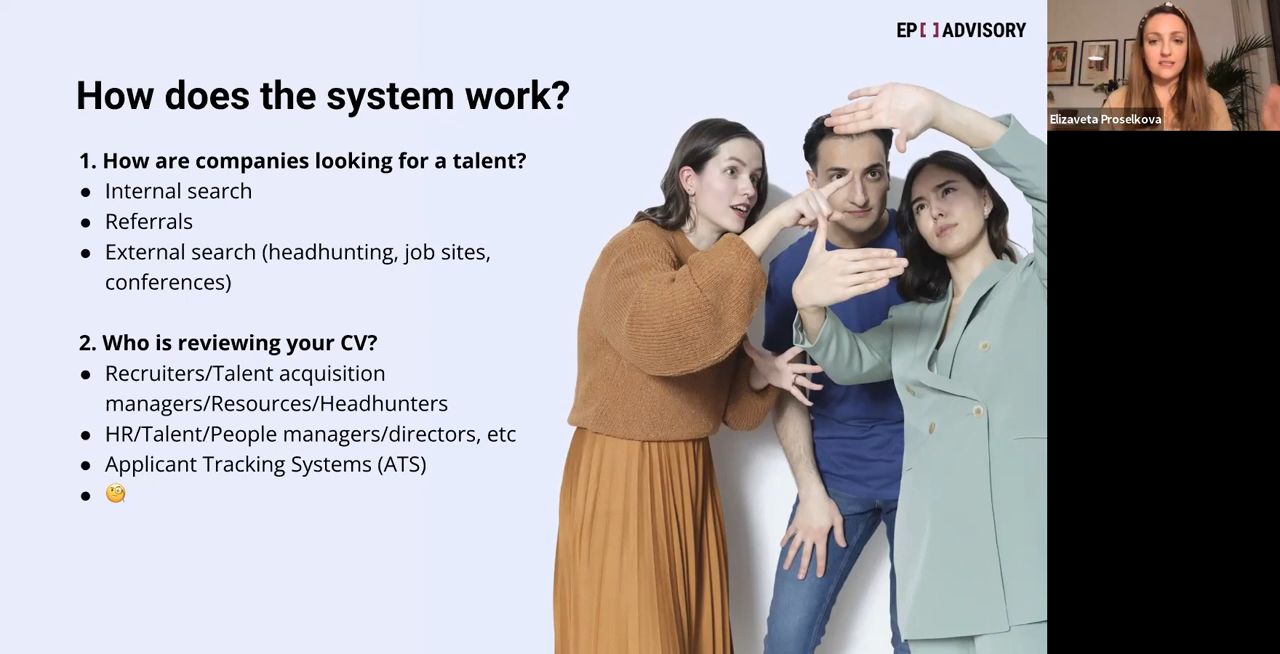 EP[ ]ADVISORY
How does the system work?
1. How are companies looking for a talent?
● Internal search
● Referrals
● External search (headhunting, job sites,
conferences)
2. Who is reviewing your CV?
● Recruiters/Talent acquisition
managers/Resources/Headhunters
● HR/Talent/People managers/directors, etc
● Applicant Tracking Systems (ATS)
● 🧐
Elizaveta Proselkova